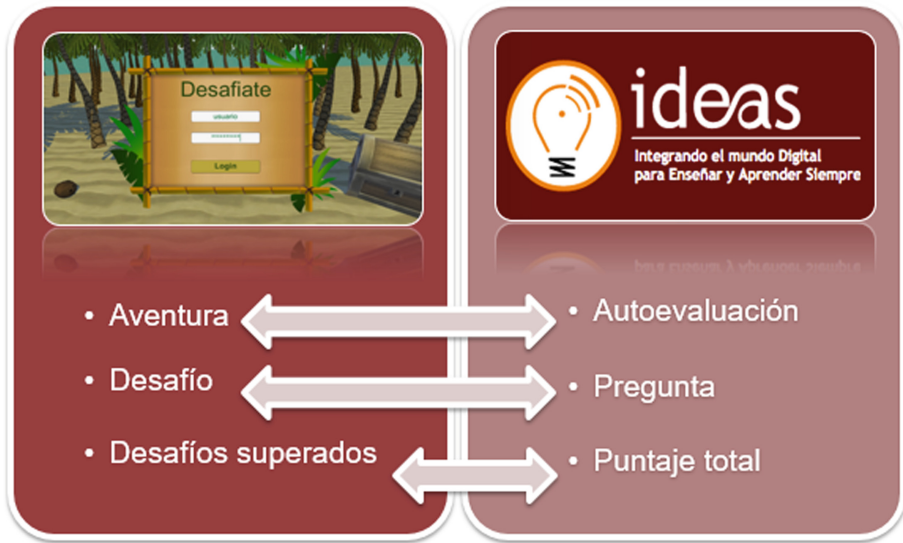 Desafiate
usuario
**********
Login
ideas
Integrando el mundo Digital
para Enseñar y Aprender Siempre
• Aventura
• Desafío
• Desafíos superados
• Autoevaluación
• Pregunta
• Puntaje total